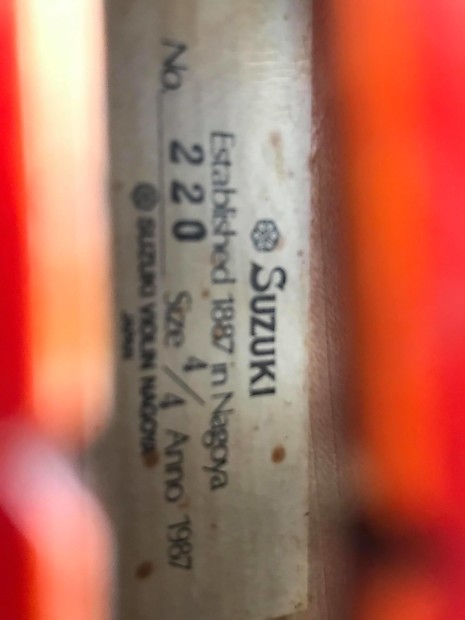 SUZUKI
Established 1887 in Nagoya
No. 220 Size 4/4 Anno 1987
SUZUKI VIOLIN NAGOYA
JAPAN